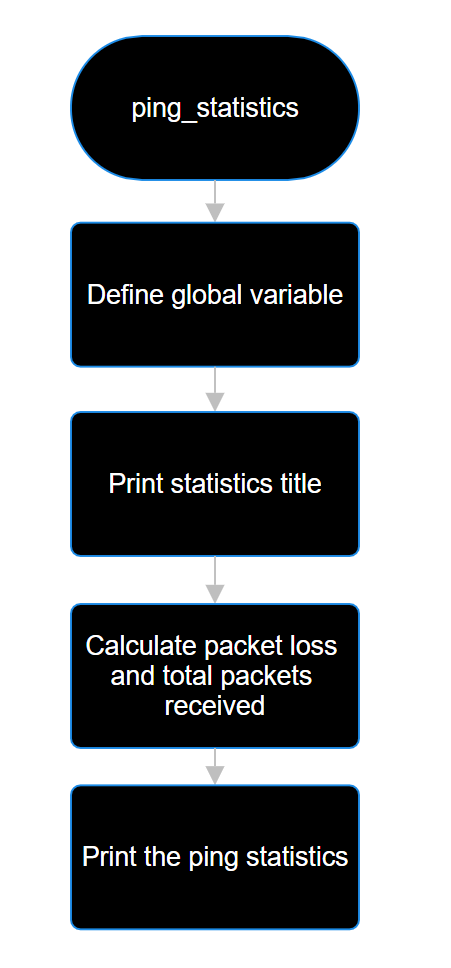 ping_statistics
Define global variable
Print statistics title
Calculate packet loss
and total packets
received
Print the ping statistics